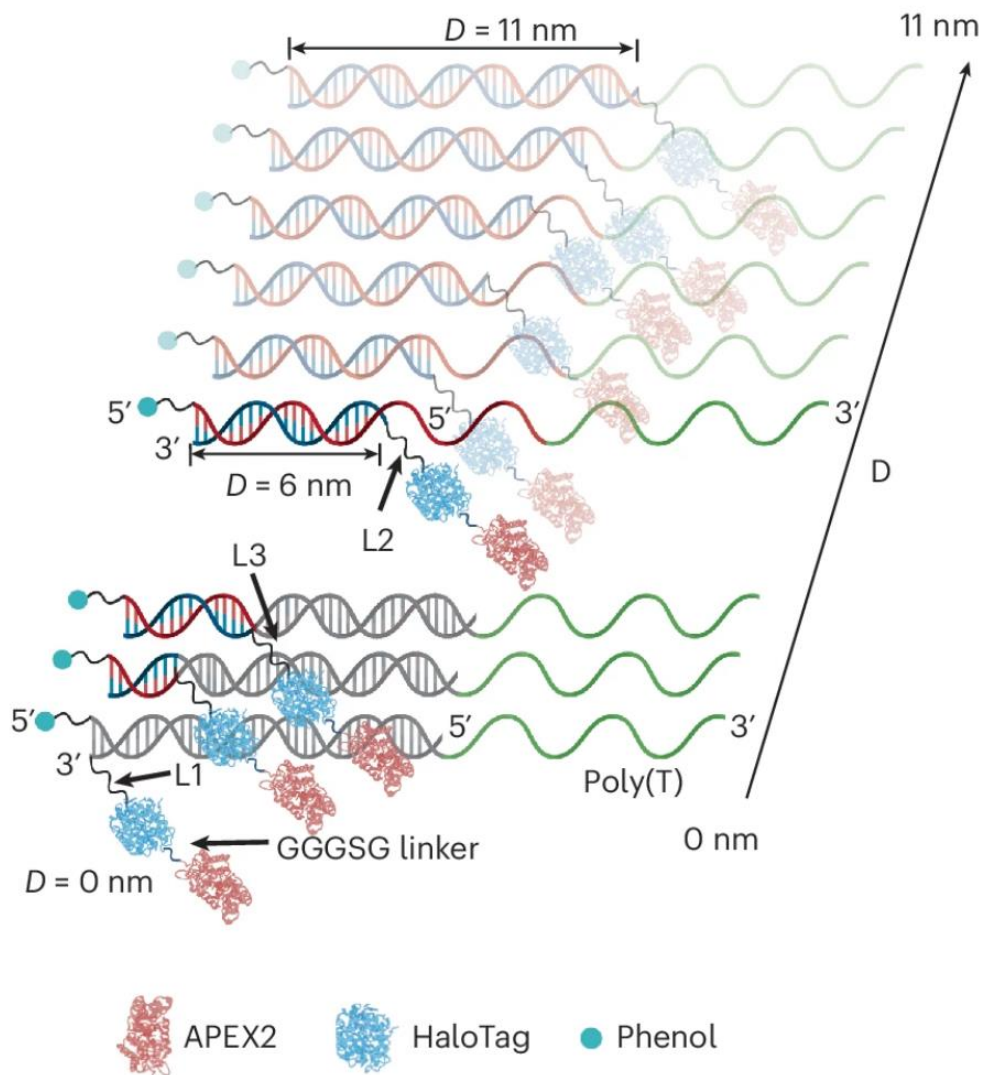 D = 11 nm
11 nm
5′
5′
3′
3′
D = 6 nm
D
L2
L3
5′
5′
3′
3′
L1
Poly(T)
0 nm
GGGSG linker
D = 0 nm
APEX2
HaloTag
Phenol